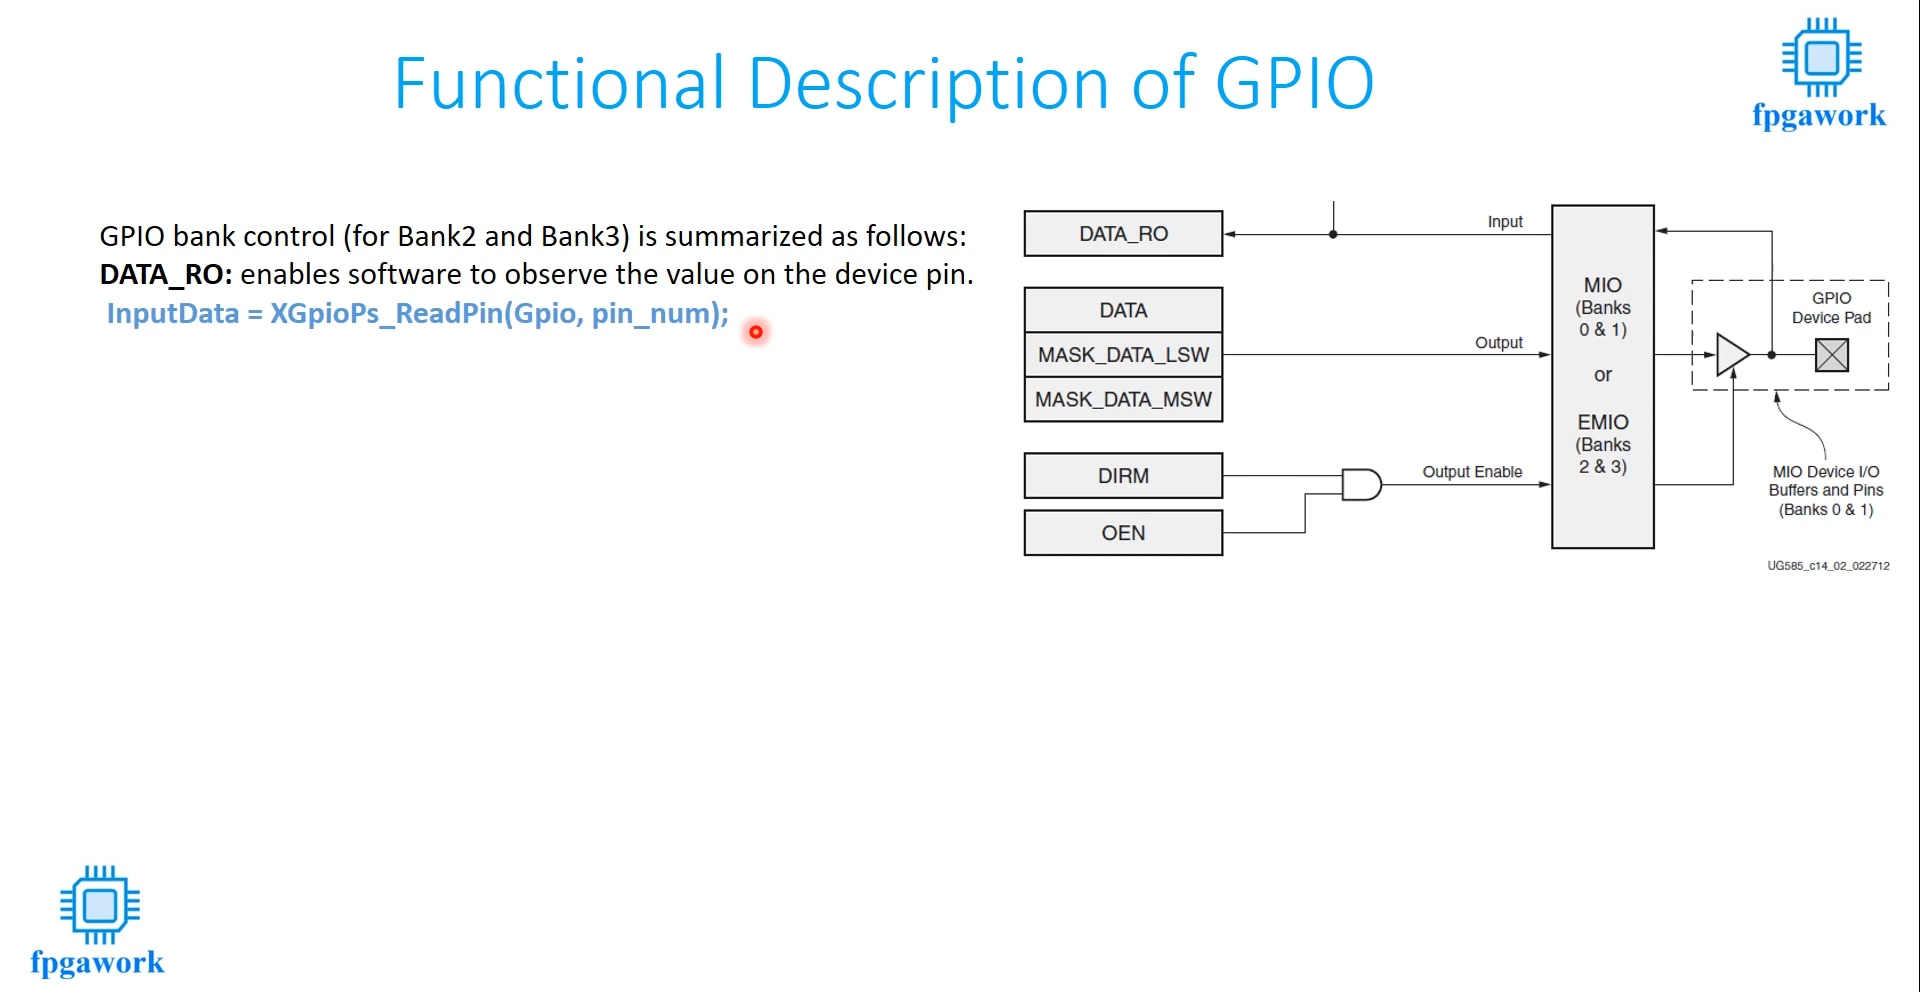 Functional Description of GPIO
fpgawork
GPIO bank control (for Bank2 and Bank3) is summarized as follows:
DATA_RO: enables software to observe the value on the device pin.
InputData = XGpioPs_ReadPin(Gpio, pin_num);
DATA_RO
Input
DATA
MASK_DATA_LSW
MASK_DATA_MSW
Output
DIRM
OEN
Output Enable
MIO
(Banks
0 & 1)
or
EMIO
(Banks
2 & 3)
GPIO
Device Pad
MIO Device I/O
Buffers and Pins
(Banks 0 & 1)
UG585_c14_02_022712
fpgawork